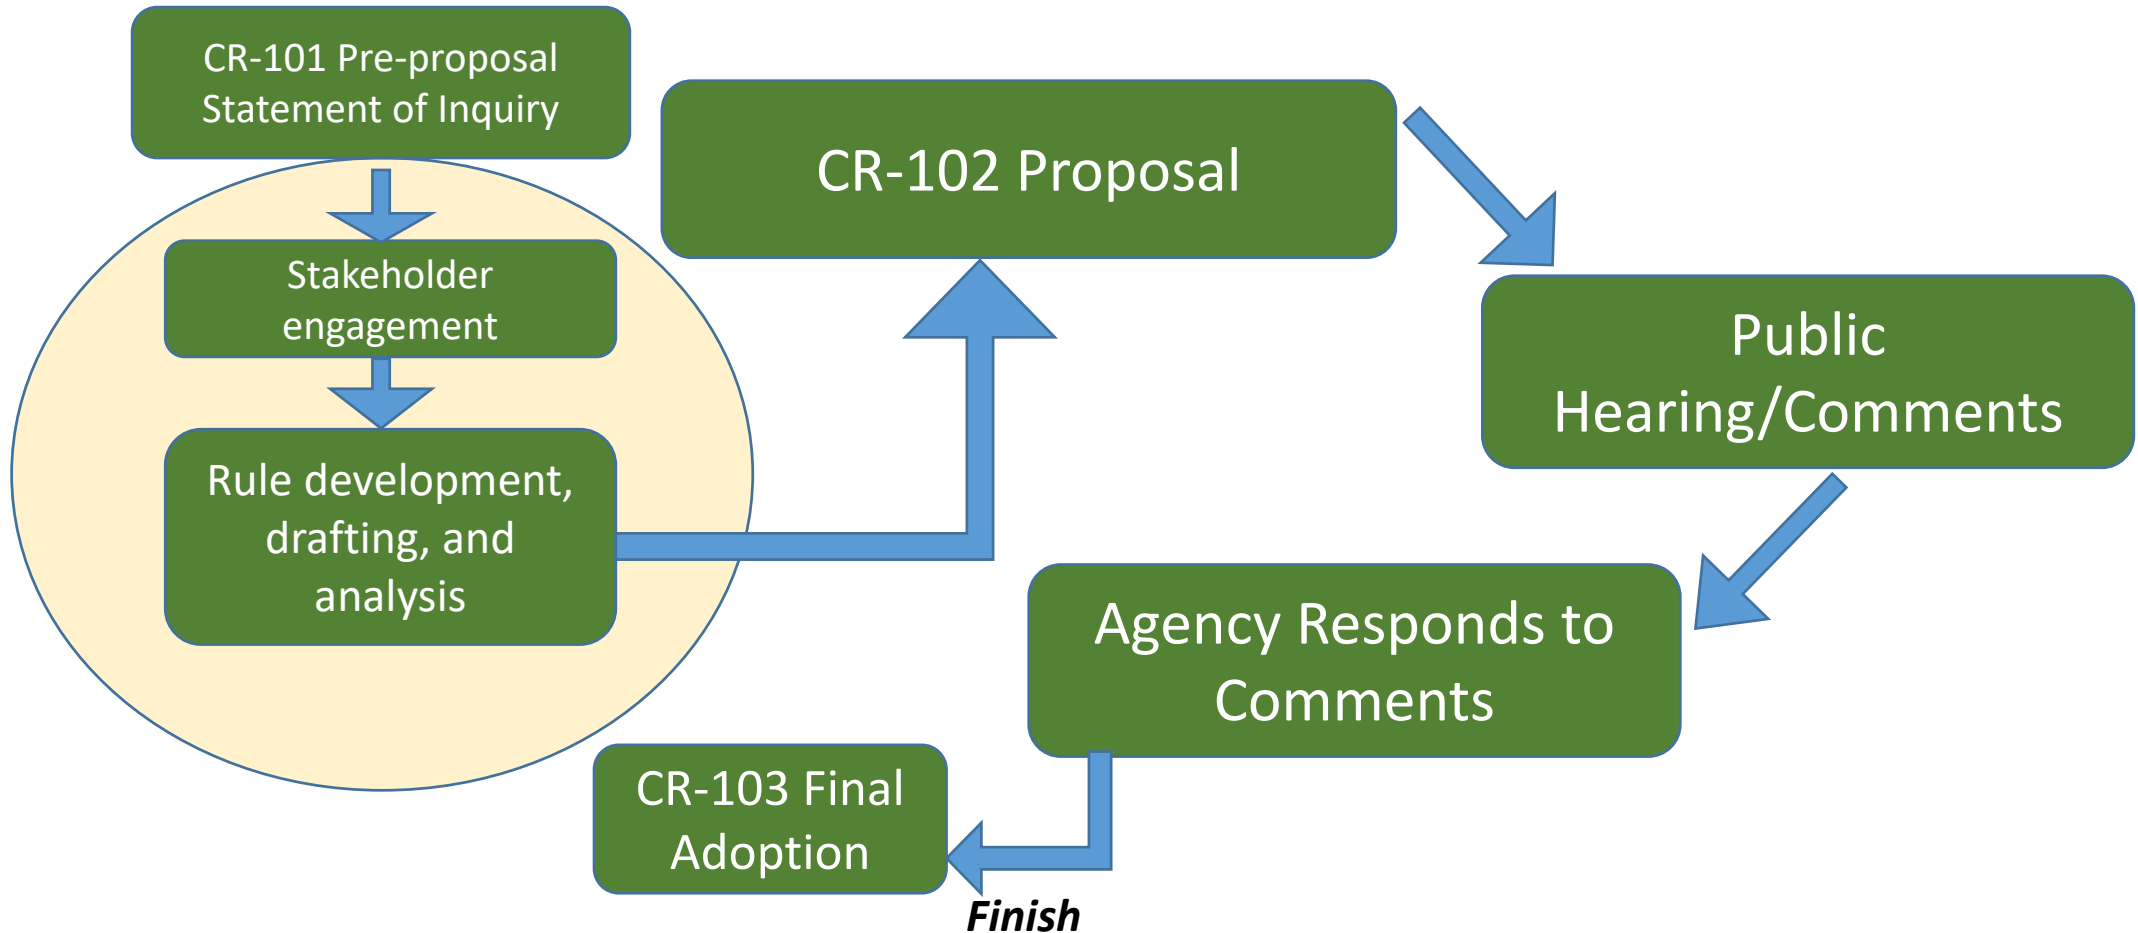 CR-101 Pre-proposal
Statement of Inquiry
Stakeholder
engagement
Rule development,
drafting, and
analysis
CR-102 Proposal
Public
Hearing/Comments
Agency Responds to
Comments
CR-103 Final
Adoption
Finish